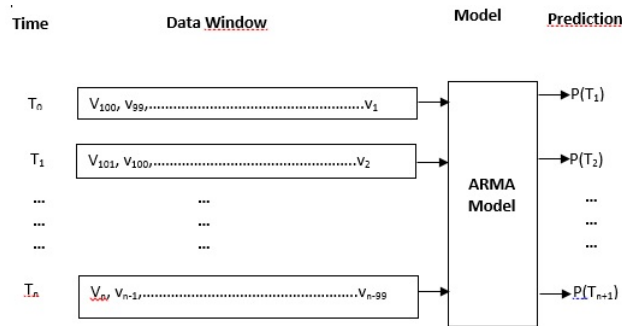 Time Data Window Model Prediction
T₀ V₁₀₀, v₉₉,.......................................................v₁ P(T₁)
T₁ V₁₀₁, v₁₀₀,....................................................v₂ P(T₂)
... ... ARMA ...
... ... Model ...
... ... ...
Tₙ Vₙ, vₙ₋₁,.......................................................vₙ₋₉₉ P(Tₙ₊₁)